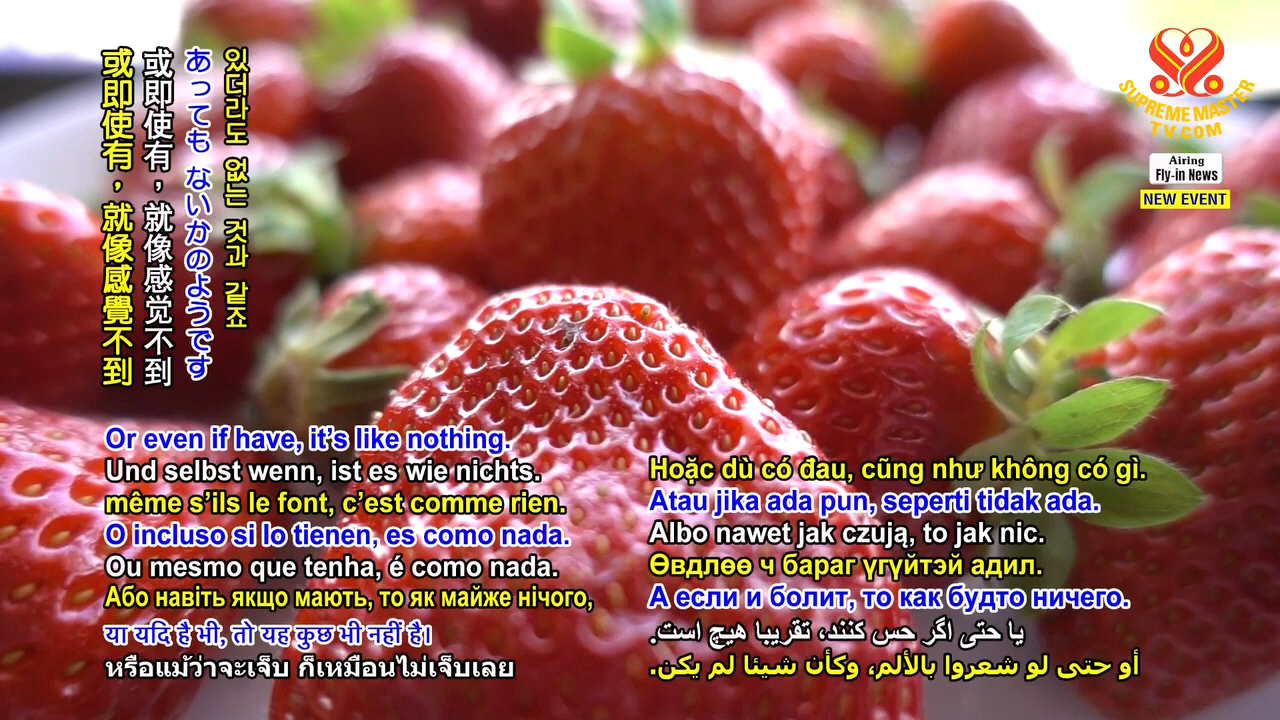 或即使有，就像感覺不到
或即使有，就像感觉不到
あっても ないかのようです
있더라도 없는 것과 같죠
SUPREME MASTER
TV.COM
Airing
Fly-in News
NEW EVENT
Or even if have, it’s like nothing.
Und selbst wenn, ist es wie nichts.
même s’ils le font, c’est comme rien.
O incluso si lo tienen, es como nada.
Ou mesmo que tenha, é como nada.
Або навіть якщо мають, то як майже нічого,
या यदि है भी, तो यह कुछ भी नहीं है।
หรือแม้ว่าจะเจ็บ ก็เหมือนไม่เจ็บเลย
Hoặc dù có đau, cũng như không có gì.
Atau jika ada pun, seperti tidak ada.
Albo nawet jak czują, to jak nic.
Өвдлөө ч бараг үгүйтэй адил.
А если и болит, то как будто ничего.
یا حتی اگر حس کنند، تقریبا هیچ است.
أو حتى لو شعروا بالألم، وكأن شيئا لم يكن.